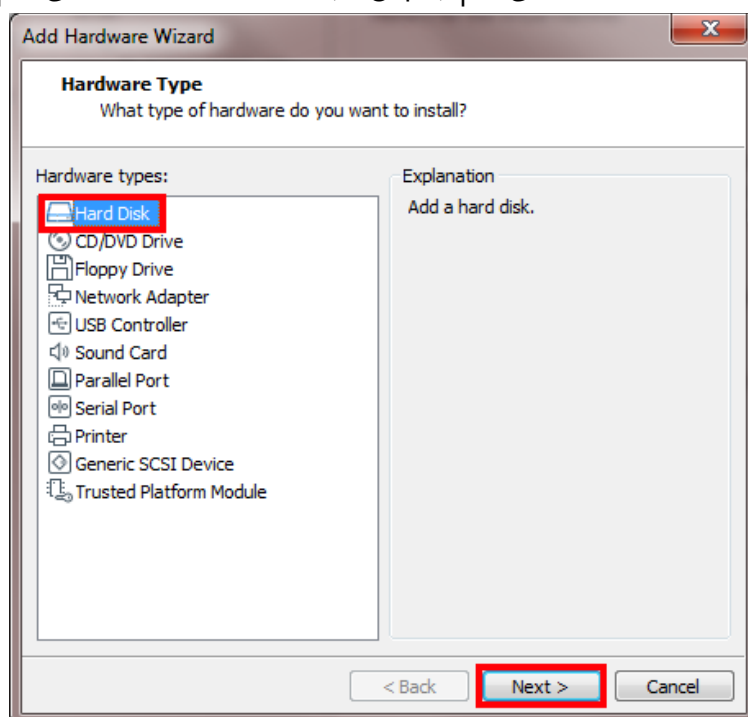 Add Hardware Wizard
Hardware Type
What type of hardware do you want to install?
Hardware types:
Hard Disk
CD/DVD Drive
Floppy Drive
Network Adapter
USB Controller
Sound Card
Parallel Port
Serial Port
Printer
Generic SCSI Device
Trusted Platform Module
Explanation
Add a hard disk.
< Back
Next >
Cancel